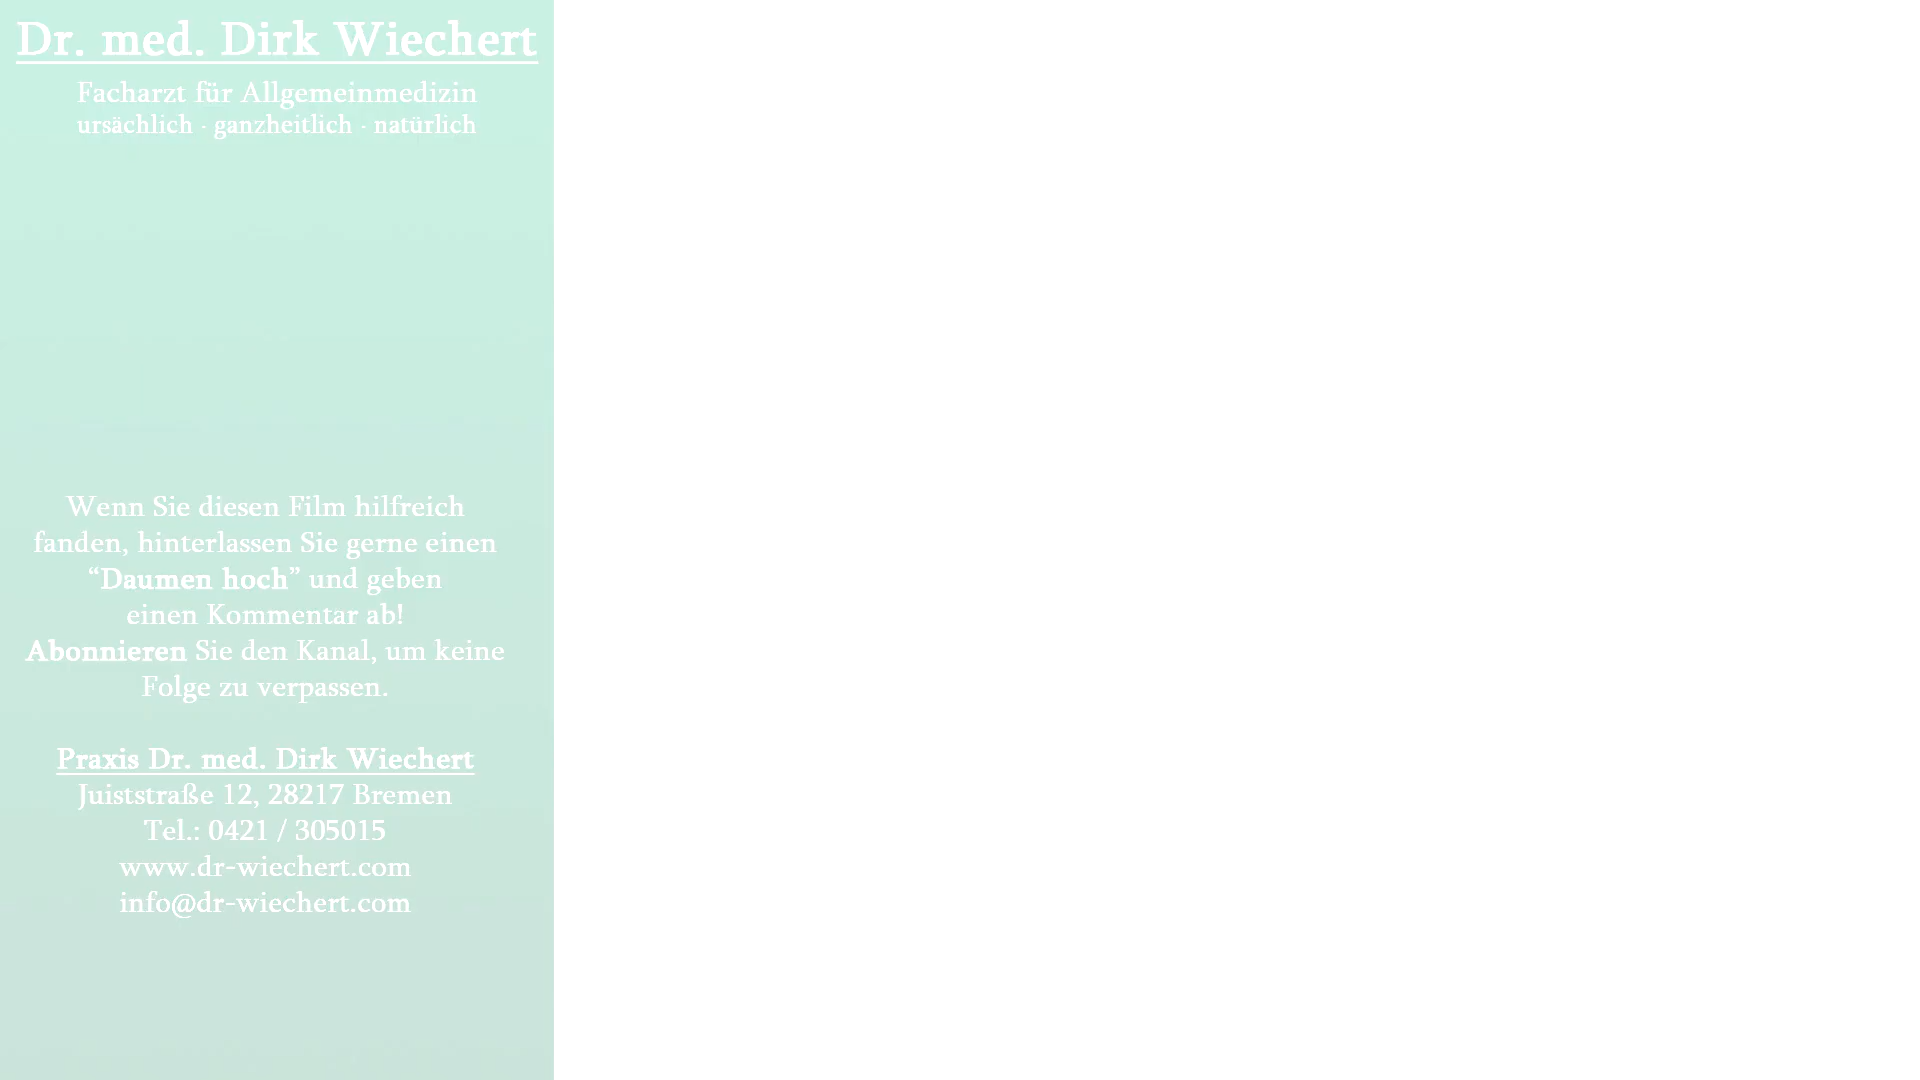 Dr. med. Dirk Wiechert
Facharzt für Allgemeinmedizin
ursächlich · ganzheitlich · natürlich
Wenn Sie diesen Film hilfreich
fanden, hinterlassen Sie gerne einen
“Daumen hoch” und geben
einen Kommentar ab!
Abonnieren Sie den Kanal, um keine
Folge zu verpassen.
Praxis Dr. med. Dirk Wiechert
Juiststraße 12, 28217 Bremen
Tel.: 0421 / 305015
www.dr-wiechert.com
info@dr-wiechert.com